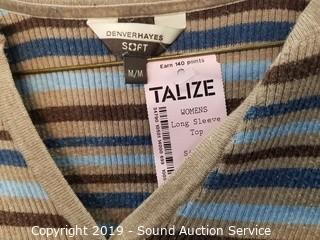 DENVERHAYES
SOFT
M/M
Earn 140 points
TALIZE
WOMENS
Long Sleeve
Top
Copyright 2019 - Sound Auction Service